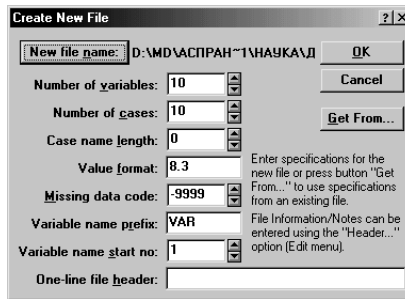 Create New File
New file name: D:\MD\АСПРАН~1\НАУКА\Д
OK
Number of variables: 10
Cancel
Number of cases: 10
Get From...
Case name length: 0
Value format: 8.3
Enter specifications for the
new file or press button "Get
From..." to use specifications
from an existing file.
Missing data code: -9999
Variable name prefix: VAR
File Information/Notes can be
entered using the "Header..."
option (Edit menu).
Variable name start no: 1
One-line file header: